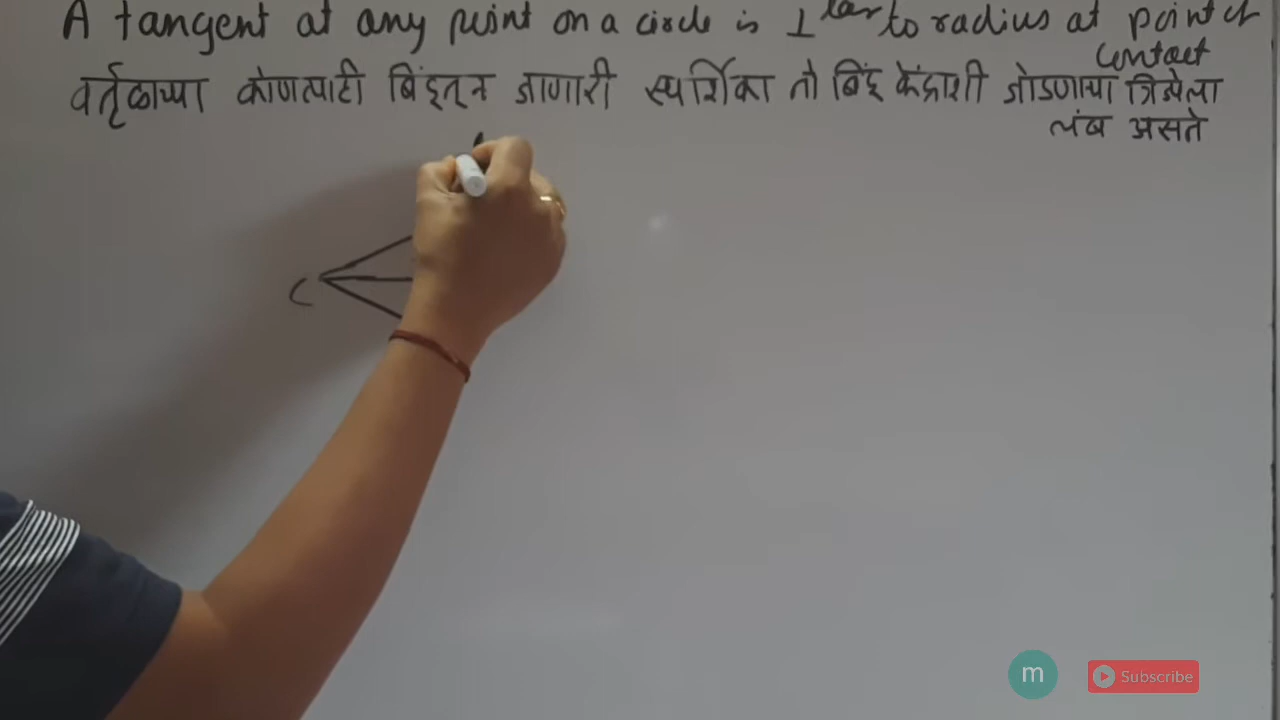 A tangent at any point on a circle is ⊥lar to radius at point of
contact
वर्तृळाच्या कोणत्याही बिंदूतून जाणारी स्पर्शिका तो बिंदू केंद्राशी जोडणाऱ्या त्रिज्येला
लंब असते
C
m
Subscribe